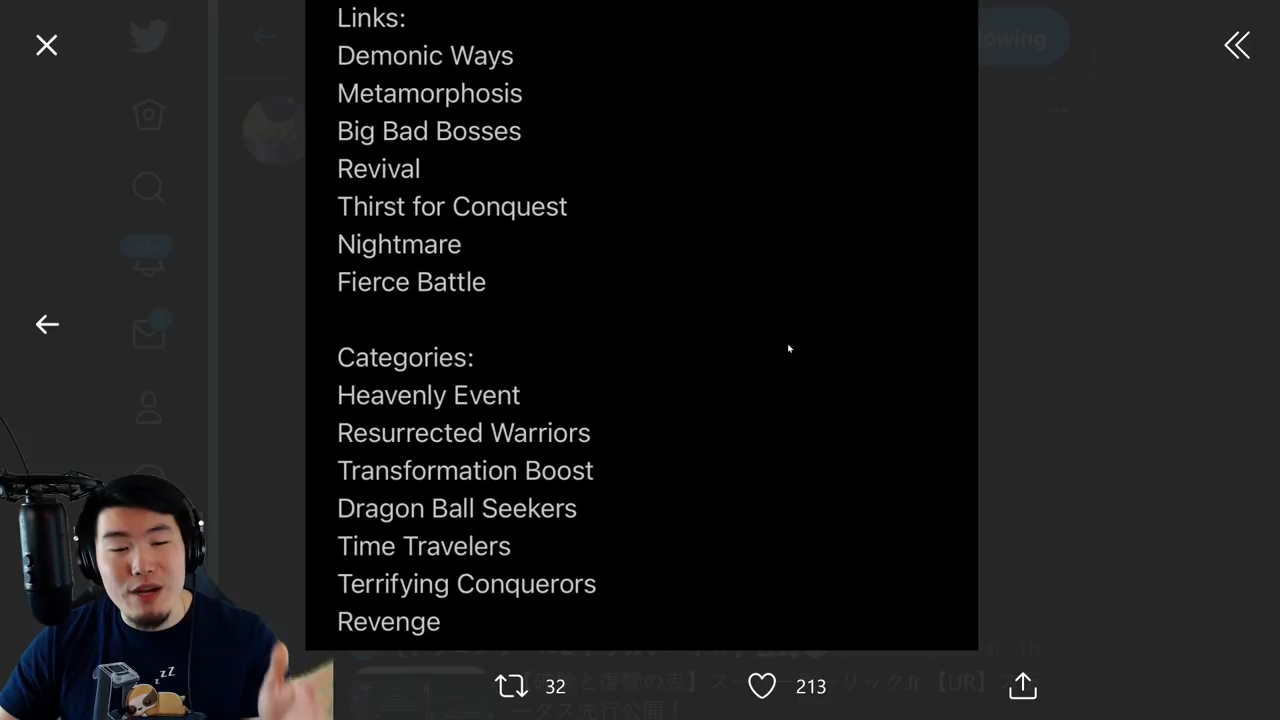 Links:
Demonic Ways
Metamorphosis
Big Bad Bosses
Revival
Thirst for Conquest
Nightmare
Fierce Battle
Categories:
Heavenly Event
Resurrected Warriors
Transformation Boost
Dragon Ball Seekers
Time Travelers
Terrifying Conquerors
Revenge
32
213
zZZ